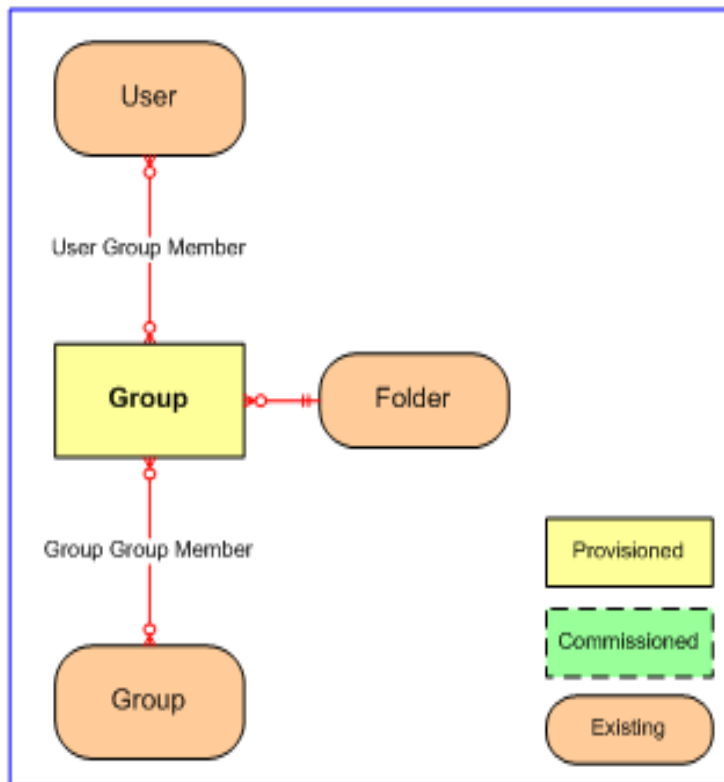 User
User Group Member
Group
Folder
Group Group Member
Group
Provisioned
Commissioned
Existing